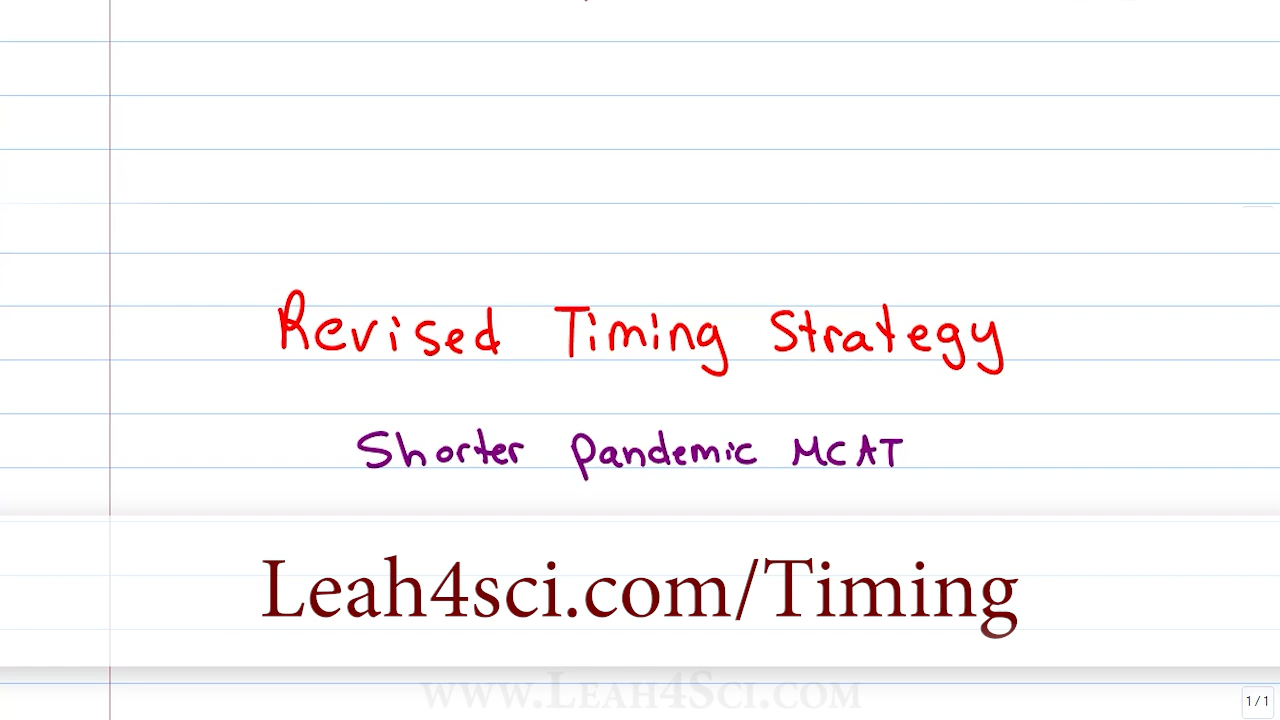 Revised Timing Strategy
Shorter Pandemic MCAT
Leah4sci.com/Timing
www.Leah4Sci.com
1/1